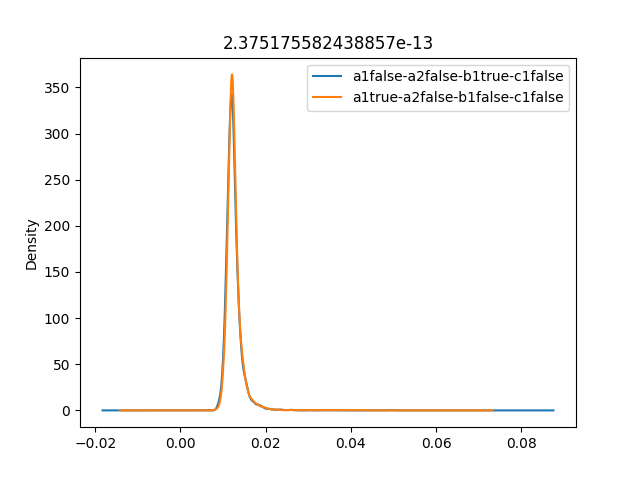 2.375175582438857e-13
a1false-a2false-b1true-c1false
a1true-a2false-b1false-c1false
Density
350
300
250
200
150
100
50
0
−0.02 0.00 0.02 0.04 0.06 0.08